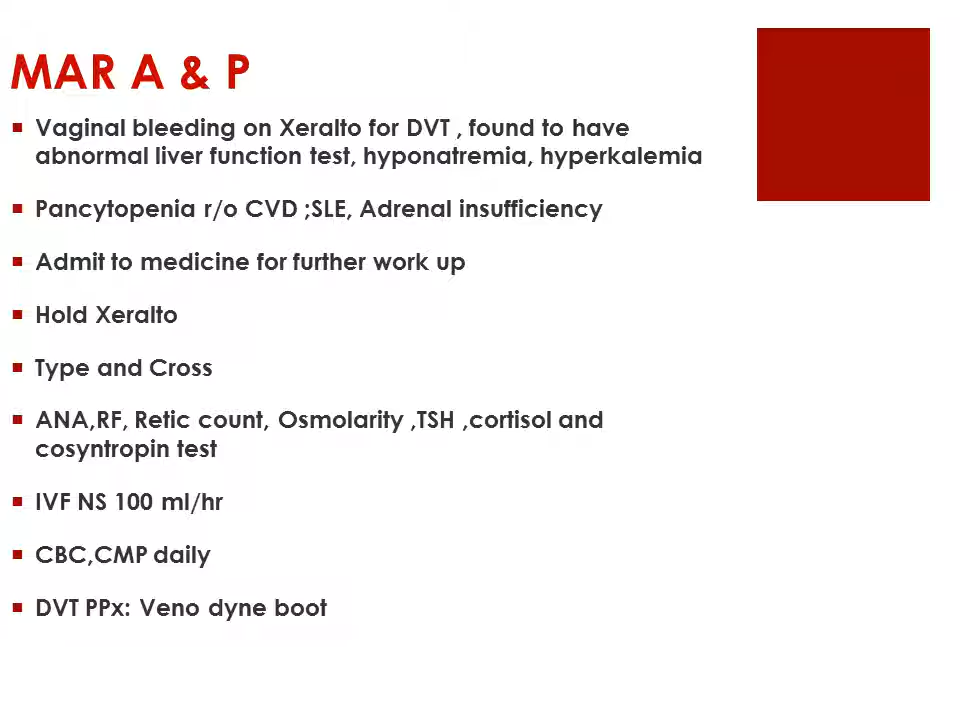 MAR A & P
Vaginal bleeding on Xeralto for DVT , found to have
abnormal liver function test, hyponatremia, hyperkalemia
Pancytopenia r/o CVD ;SLE, Adrenal insufficiency
Admit to medicine for further work up
Hold Xeralto
Type and Cross
ANA,RF, Retic count, Osmolarity ,TSH ,cortisol and
cosyntropin test
IVF NS 100 ml/hr
CBC,CMP daily
DVT PPx: Veno dyne boot